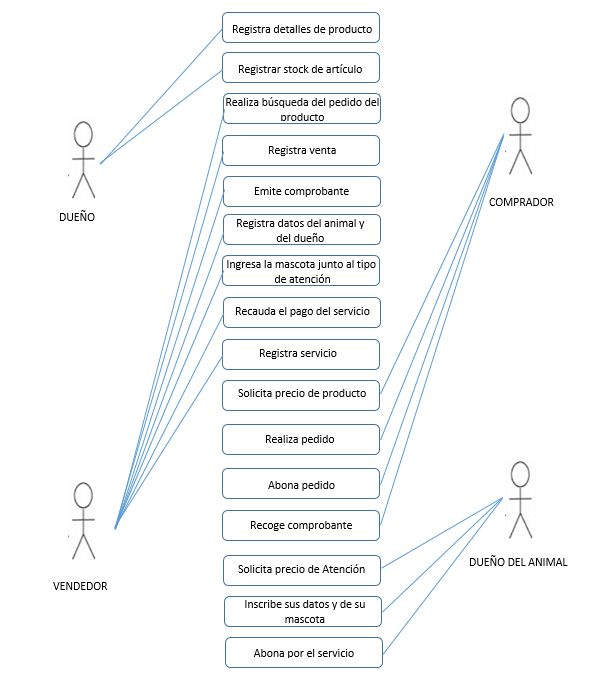 Registra detalles de producto
Registrar stock de artículo
Realiza búsqueda del pedido del
producto
Registra venta
COMPRADOR
Emite comprobante
DUEÑO
Registra datos del animal y
del dueño
Ingresa la mascota junto al tipo
de atención
Recauda el pago del servicio
Registra servicio
Solicita precio de producto
Realiza pedido
Abona pedido
Recoge comprobante
DUEÑO DEL ANIMAL
Solicita precio de Atención
VENDEDOR
Inscribe sus datos y de su
mascota
Abona por el servicio